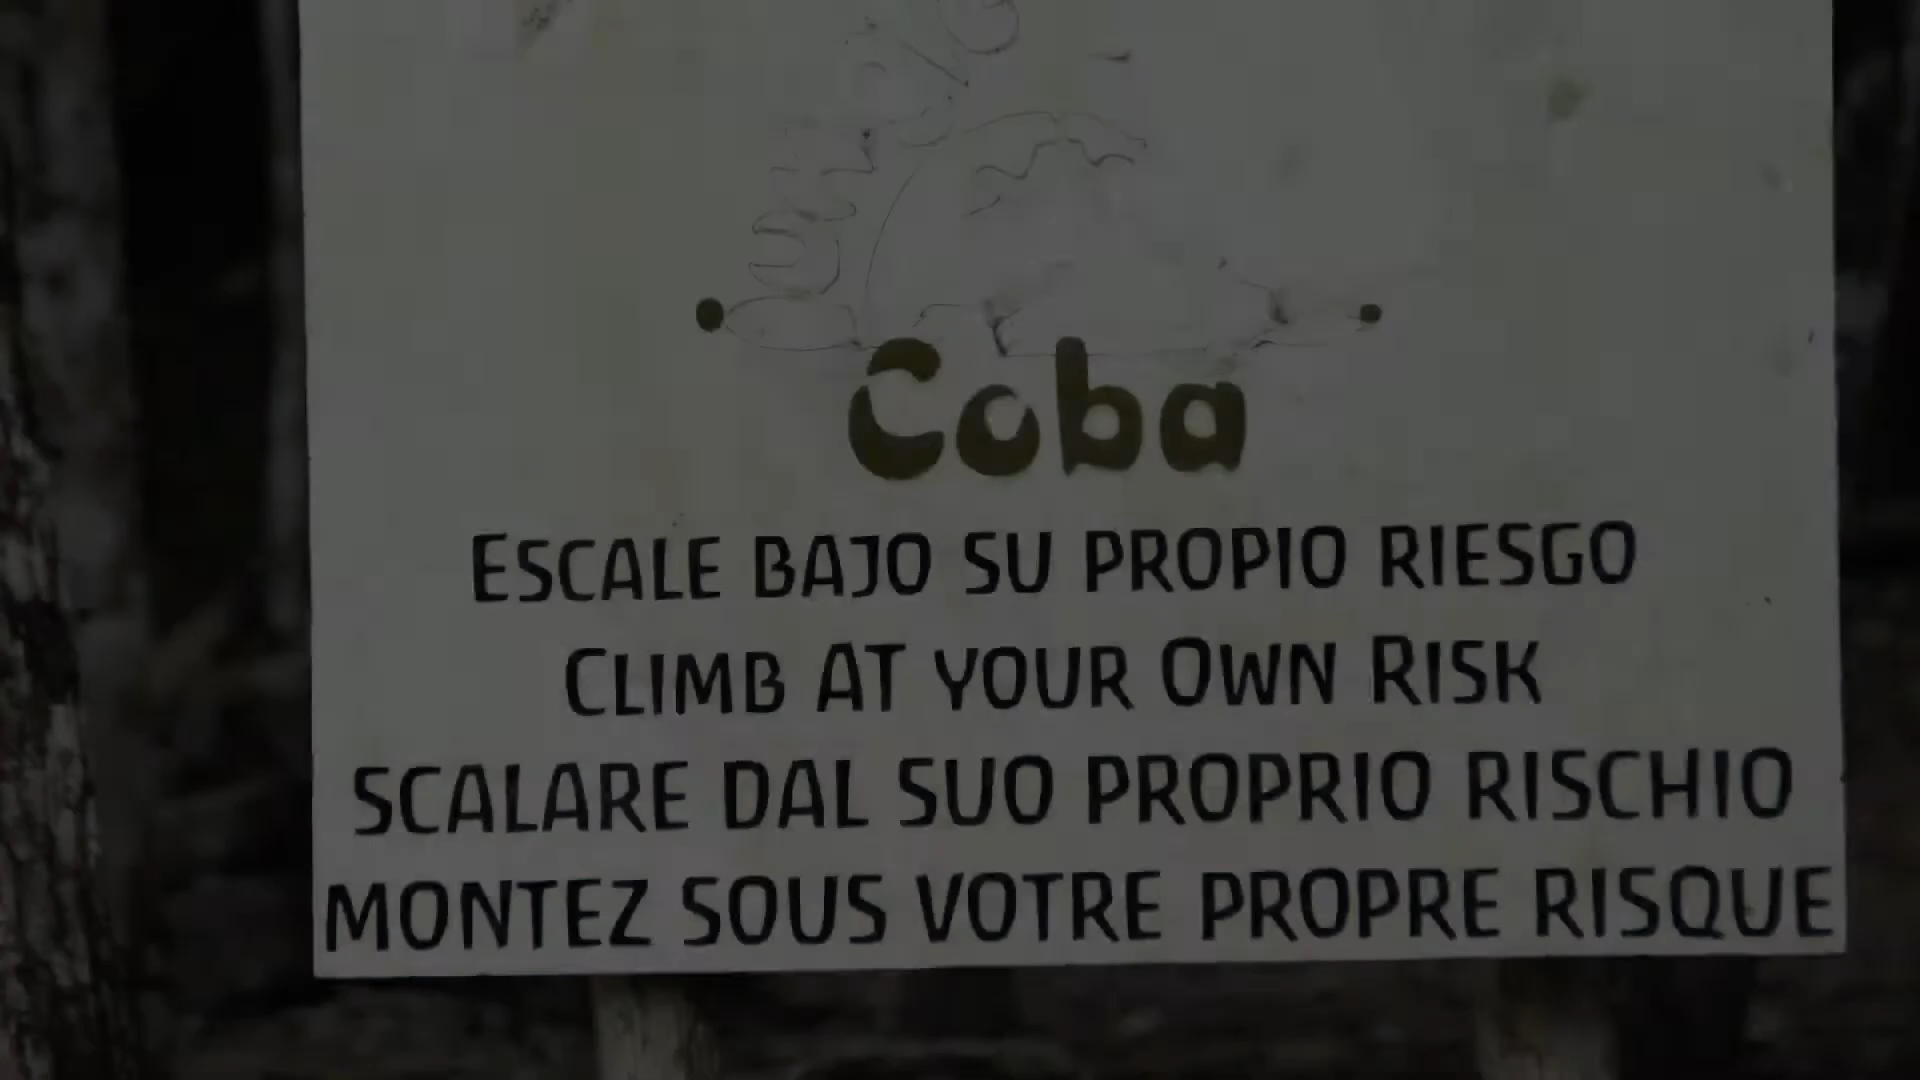 Coba
ESCALE BAJO SU PROPIO RIESGO
CLIMB AT YOUR OWN RISK
SCALARE DAL SUO PROPRIO RISCHIO
MONTEZ SOUS VOTRE PROPRE RISQUE